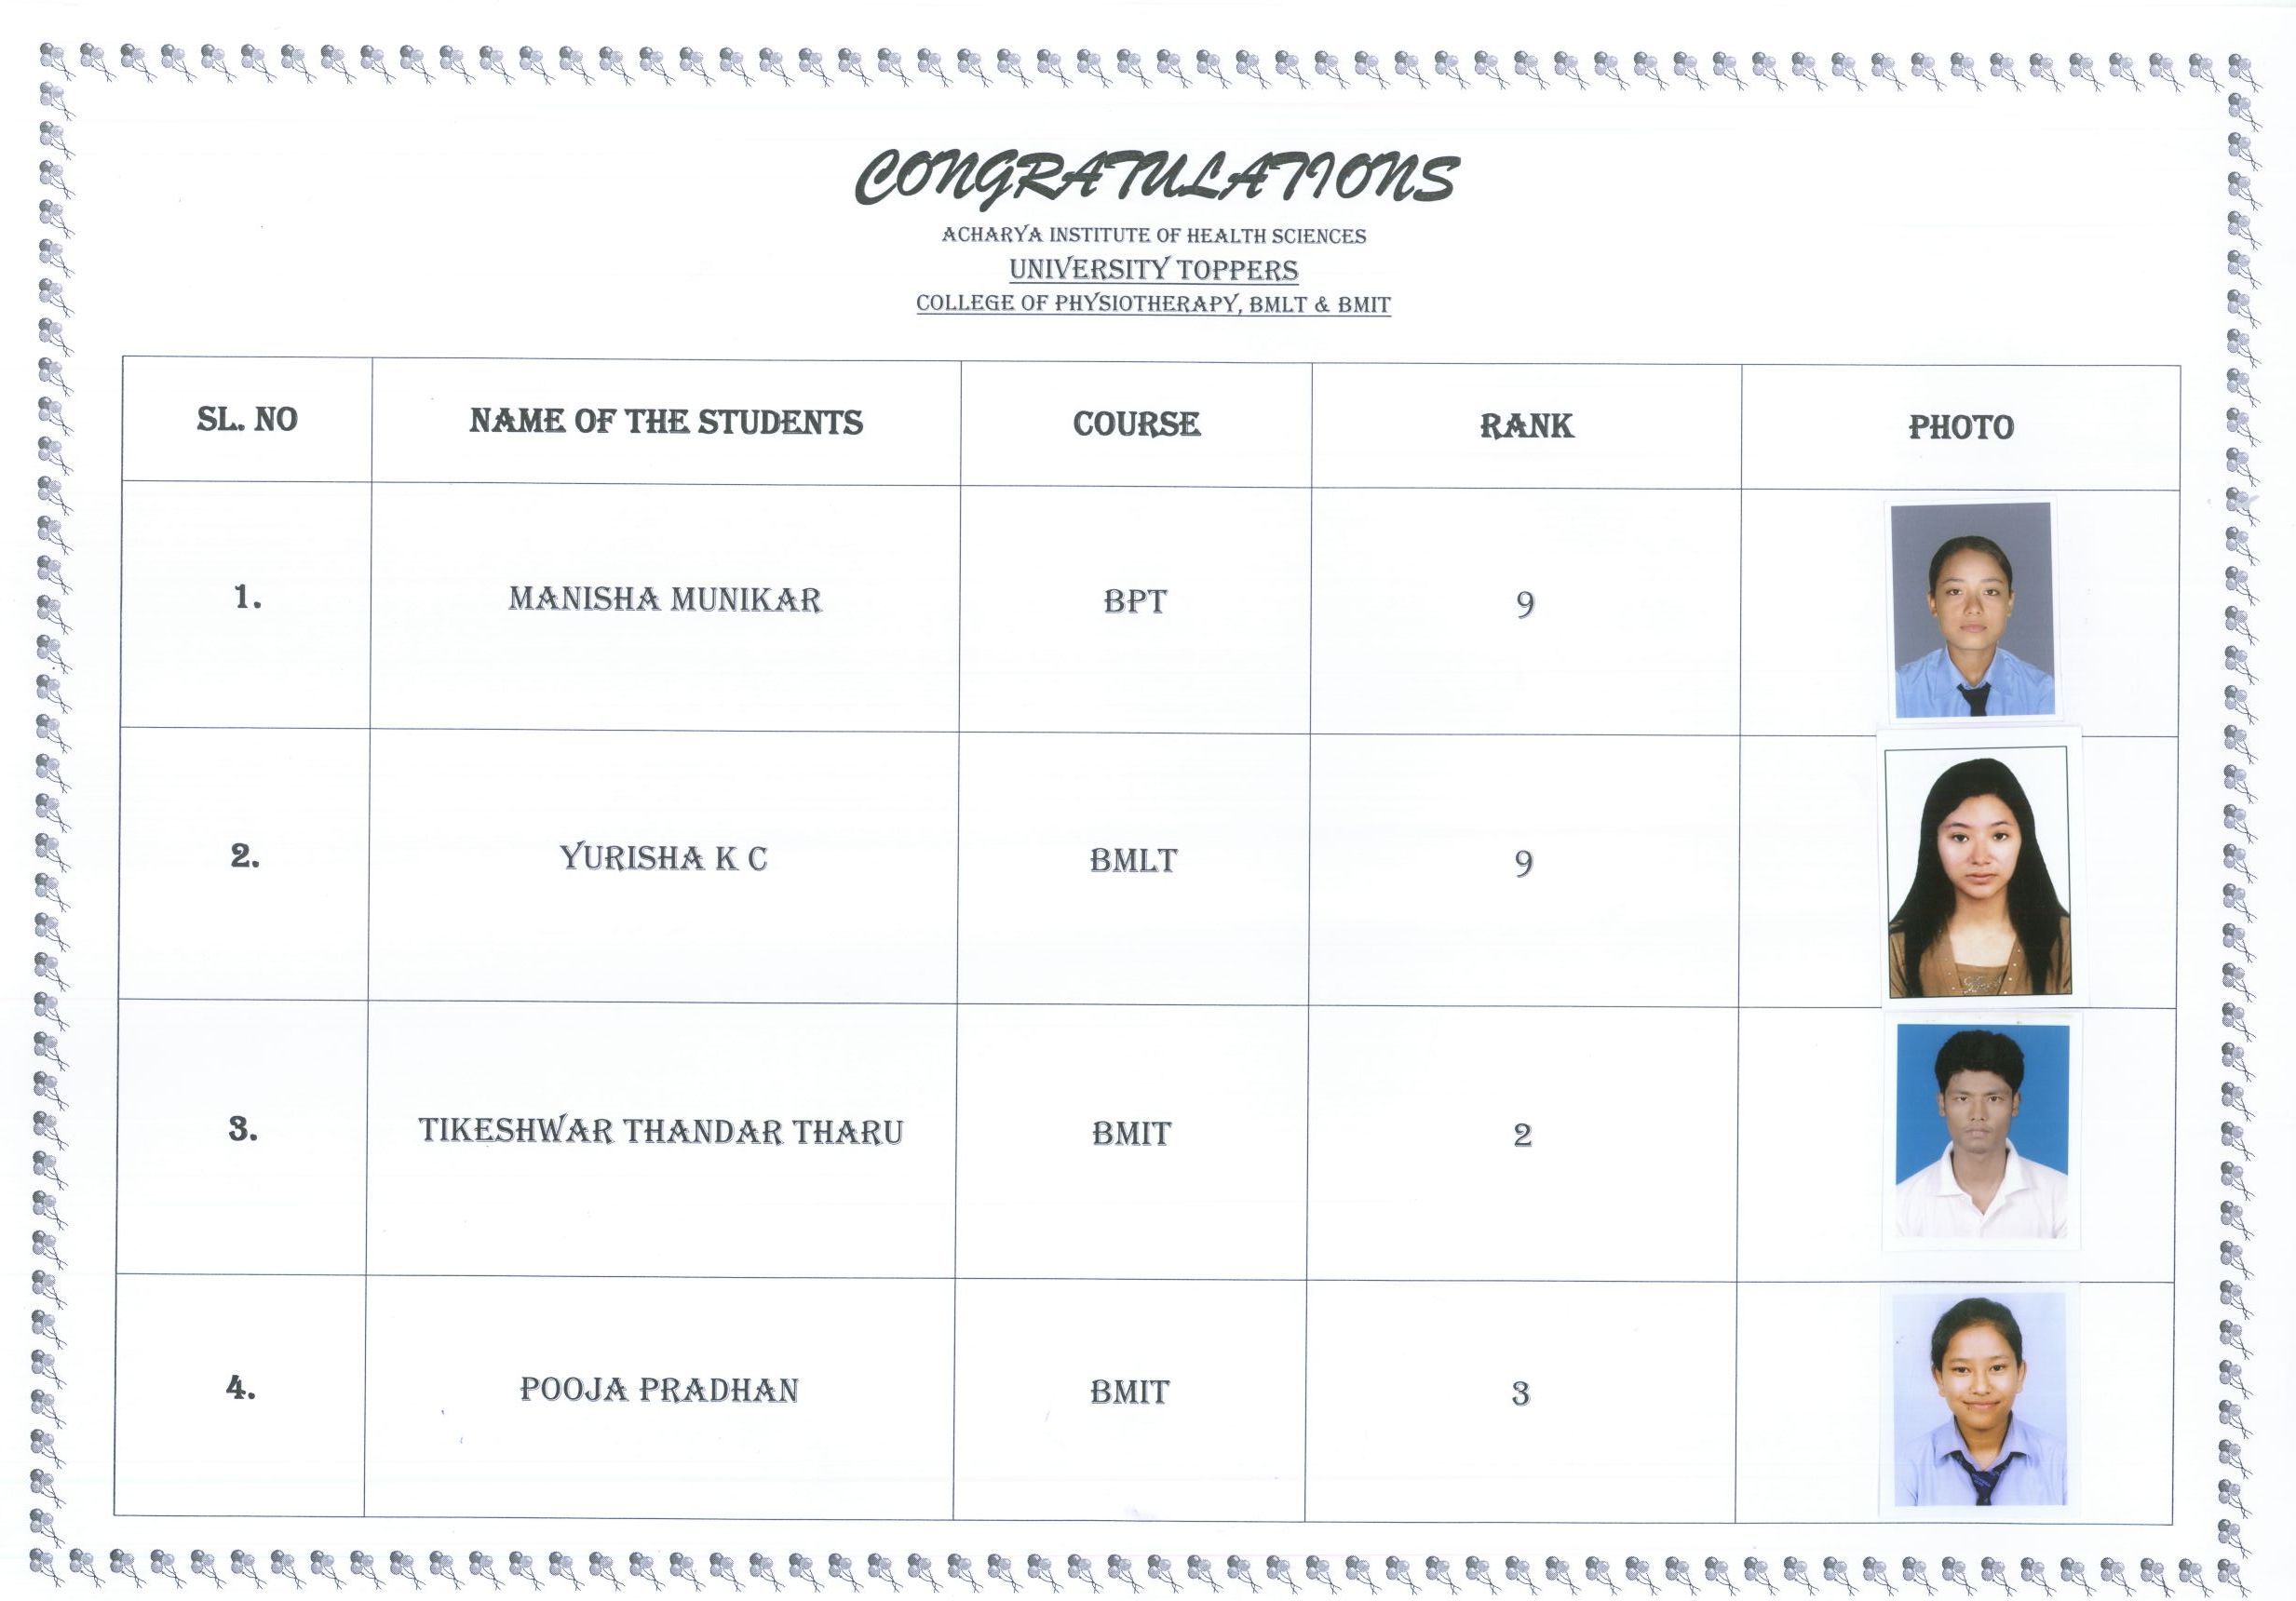 CONGRATULATIONS
ACHARYA INSTITUTE OF HEALTH SCIENCES
UNIVERSITY TOPPERS
COLLEGE OF PHYSIOTHERAPY, BMLT & BMIT
SL. NO NAME OF THE STUDENTS COURSE RANK PHOTO
1. MANISHA MUNIKAR BPT 9
2. YURISHA K C BMLT 9
3. TIKESHWAR THANDAR THARU BMIT 2
4. POOJA PRADHAN BMIT 3